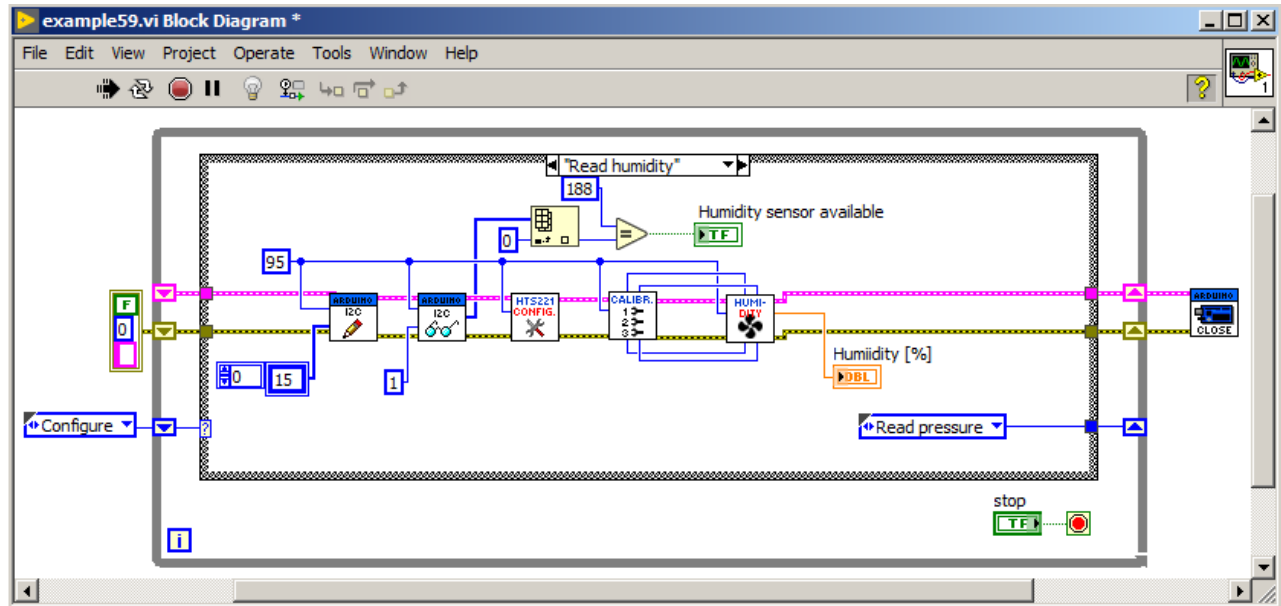 example59.vi Block Diagram *
File Edit View Project Operate Tools Window Help
1
"Read humidity"
188
Humidity sensor available
0
TF
95
F
0
ARDUINO
I2C
ARDUINO
I2C
HTS221
CONFIG.
CALIBR.
1
2
3
HUMI-
DITY
ARDUINO
CLOSE
Humiidity [%]
DBL
0
15
1
Configure
?
Read pressure
stop
TF
i